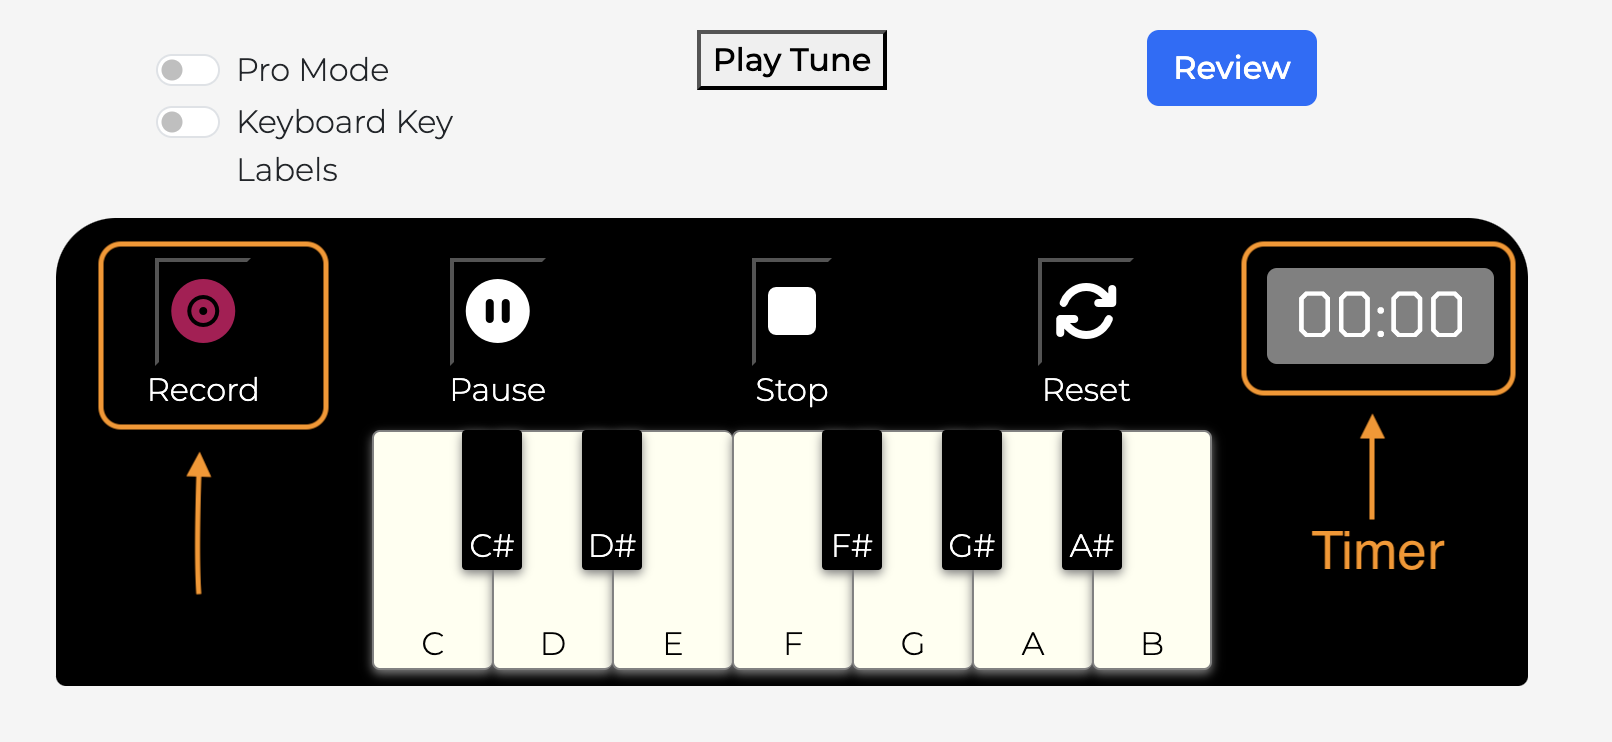 Pro Mode
Keyboard Key
Labels
Play Tune
Review
Record
Pause
Stop
Reset
00:00
Timer
C#
D#
F#
G#
A#
C
D
E
F
G
A
B